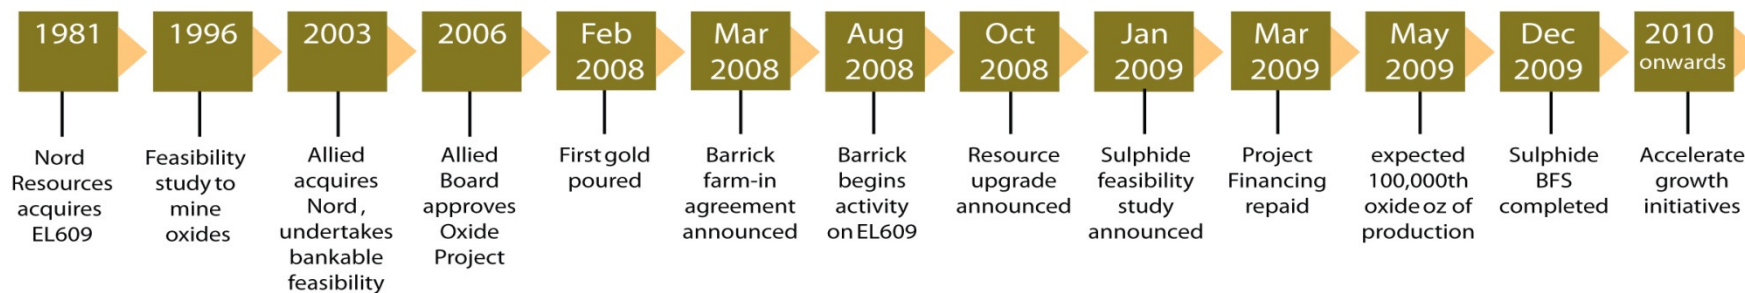 1981
Nord
Resources
acquires
EL609
1996
Feasibility
study to
mine
oxides
2003
Allied
acquires
Nord ,
undertakes
bankable
feasibility
2006
Allied
Board
approves
Oxide
Project
Feb
2008
First gold
poured
Mar
2008
Barrick
farm-in
agreement
announced
Aug
2008
Barrick
begins
activity
on EL609
Oct
2008
Resource
upgrade
announced
Jan
2009
Sulphide
feasibility
study
announced
Mar
2009
Project
Financing
repaid
May
2009
expected
100,000th
oxide oz of
production
Dec
2009
Sulphide
BFS
completed
2010
onwards
Accelerate
growth
initiatives